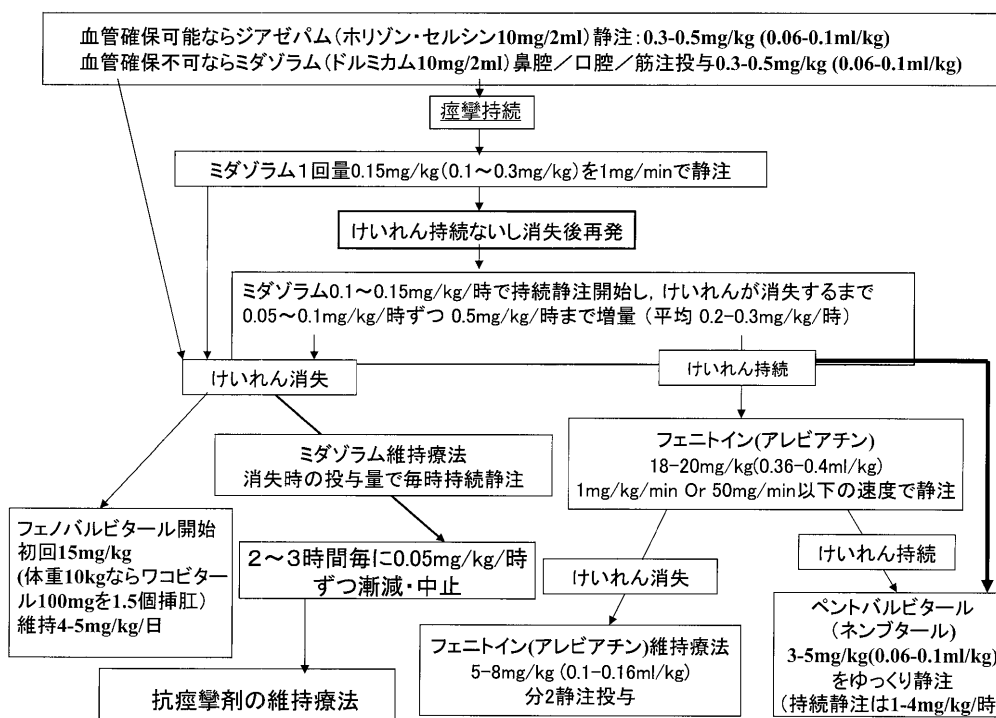 血管確保可能ならジアゼパム(ホリゾン・セルシン10mg/2ml)静注:0.3-0.5mg/kg (0.06-0.1ml/kg)
血管確保不可ならミダゾラム(ドルミカム10mg/2ml)鼻腔/口腔/筋注投与0.3-0.5mg/kg (0.06-0.1ml/kg)
痙攣持続
ミダゾラム1回量0.15mg/kg(0.1~0.3mg/kg)を1mg/minで静注
けいれん持続ないし消失後再発
ミダゾラム0.1~0.15mg/kg/時で持続静注開始し,けいれんが消失するまで
0.05~0.1mg/kg/時ずつ 0.5mg/kg/時まで増量 (平均 0.2-0.3mg/kg/時)
けいれん消失
けいれん持続
ミダゾラム維持療法
消失時の投与量で毎時持続静注
フェニトイン(アレビアチン)
18-20mg/kg(0.36-0.4ml/kg)
1mg/kg/min Or 50mg/min以下の速度で静注
フェノバルビタール開始
初回15mg/kg
(体重10kgならワコビター
ル100mgを1.5個挿肛)
維持4-5mg/kg/日
2~3時間毎に0.05mg/kg/時
ずつ漸減・中止
けいれん消失
けいれん持続
抗痙攣剤の維持療法
フェニトイン(アレビアチン)維持療法
5-8mg/kg (0.1-0.16ml/kg)
分2静注投与
ペントバルビタール
(ネンブタール)
3-5mg/kg(0.06-0.1ml/kg)
をゆっくり静注
(持続静注は1-4mg/kg/時